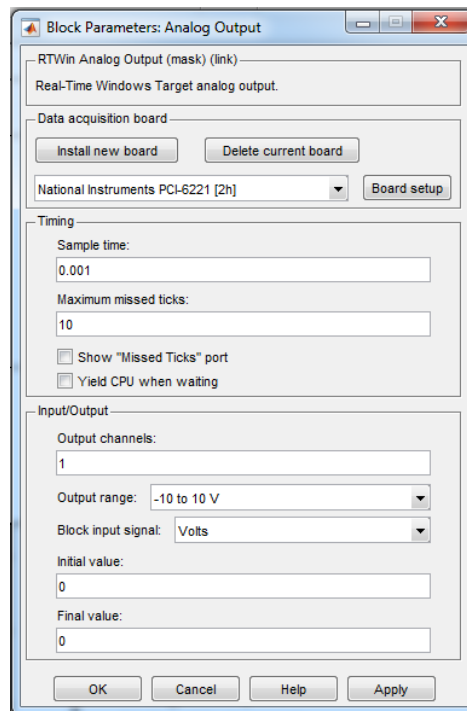 Block Parameters: Analog Output
RTWin Analog Output (mask) (link)
Real-Time Windows Target analog output.
Data acquisition board
Install new board Delete current board
National Instruments PCI-6221 [2h] Board setup
Timing
Sample time:
0.001
Maximum missed ticks:
10
Show "Missed Ticks" port
Yield CPU when waiting
Input/Output
Output channels:
1
Output range: -10 to 10 V
Block input signal: Volts
Initial value:
0
Final value:
0
OK Cancel Help Apply